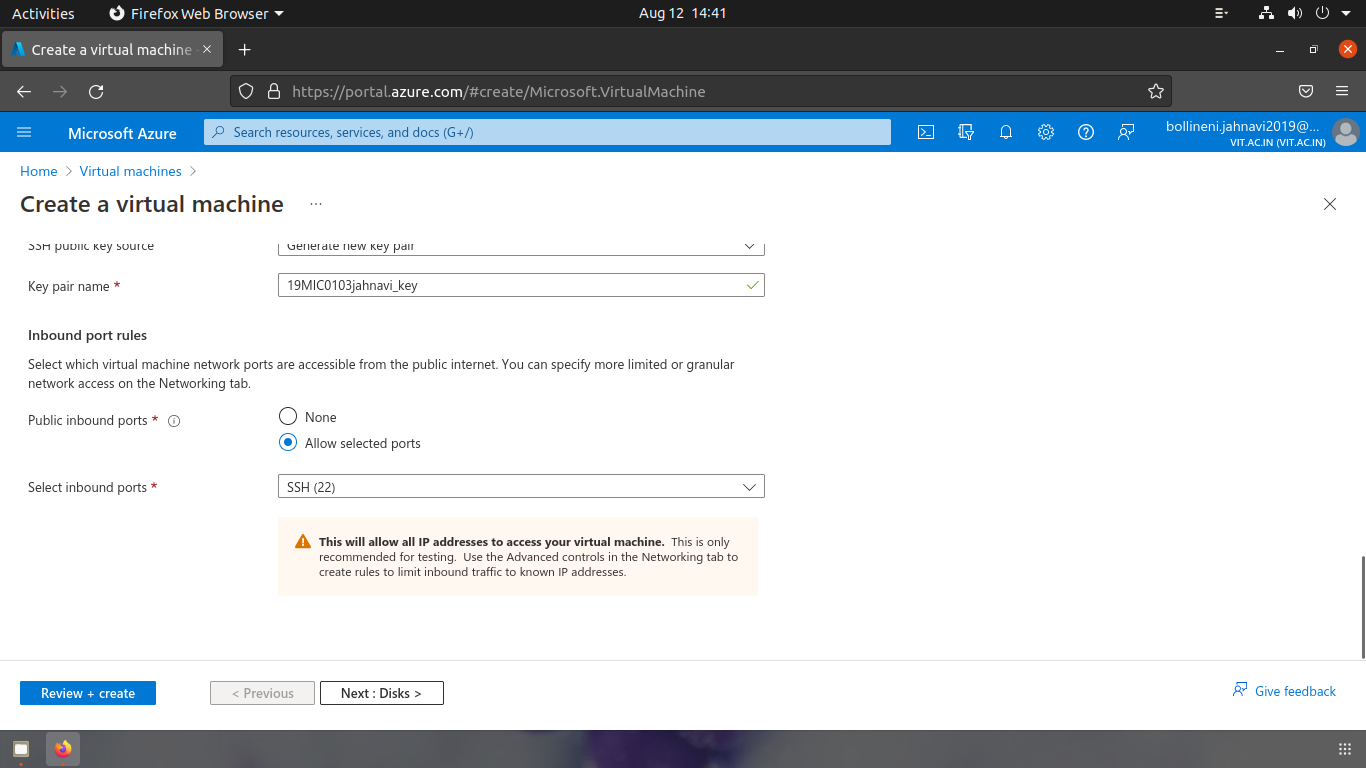 Activities
Firefox Web Browser
Aug 12 14:41
Create a virtual machine
https://portal.azure.com/#create/Microsoft.VirtualMachine
Microsoft Azure
Search resources, services, and docs (G+/)
bollineni.jahnavi2019@...
VIT.AC.IN (VIT.AC.IN)
Home > Virtual machines >
Create a virtual machine ...
SSH public key source
Generate new key pair
Key pair name *
19MIC0103jahnavi_key
Inbound port rules
Select which virtual machine network ports are accessible from the public internet. You can specify more limited or granular
network access on the Networking tab.
Public inbound ports *
None
Allow selected ports
Select inbound ports *
SSH (22)
This will allow all IP addresses to access your virtual machine. This is only
recommended for testing. Use the Advanced controls in the Networking tab to
create rules to limit inbound traffic to known IP addresses.
Review + create
< Previous
Next : Disks >
Give feedback